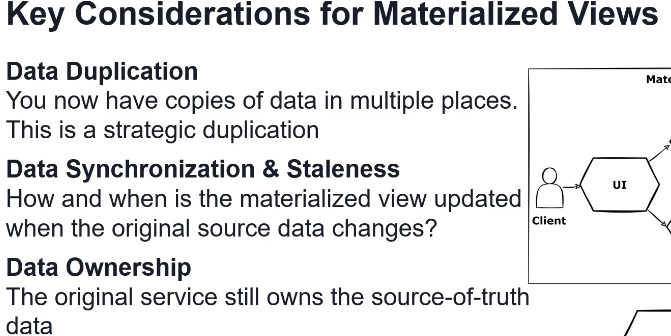 Key Considerations for Materialized Views
Data Duplication
You now have copies of data in multiple places.
This is a strategic duplication
Data Synchronization & Staleness
How and when is the materialized view updated
when the original source data changes?
Data Ownership
The original service still owns the source-of-truth
data
Mate
UI
Client